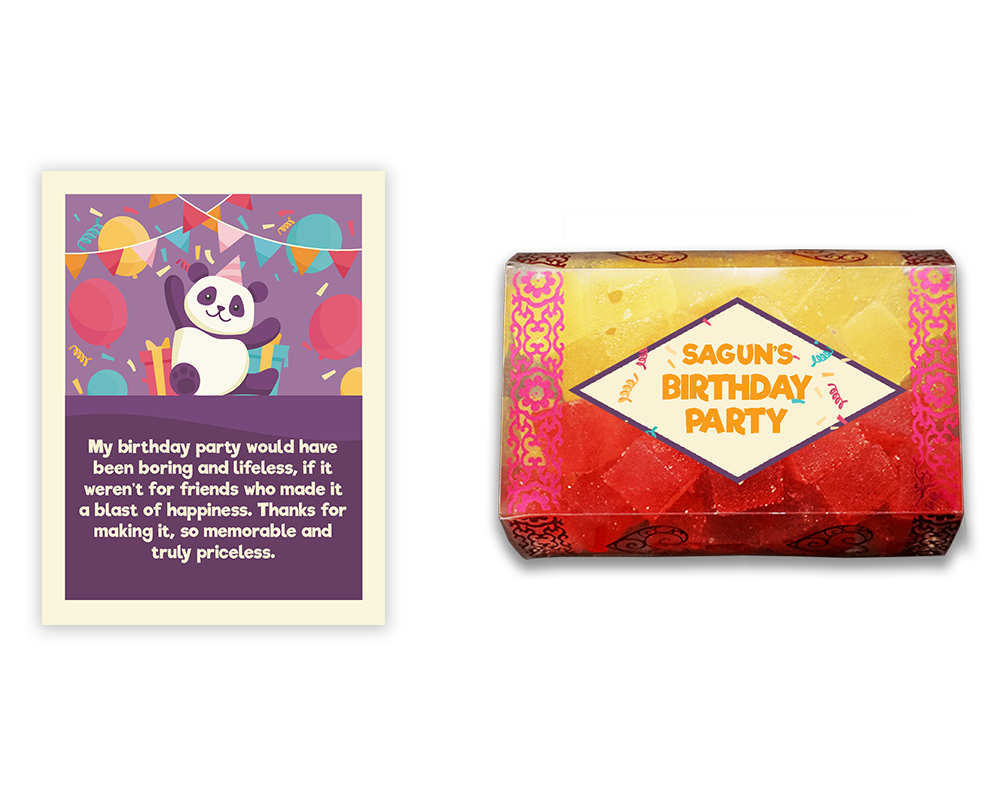 My birthday party would have
been boring and lifeless, if it
weren't for friends who made it
a blast of happiness. Thanks for
making it, so memorable and
truly priceless.
SAGUN'S
BIRTHDAY
PARTY